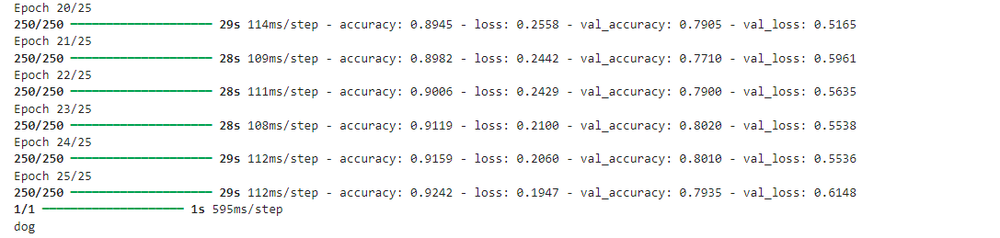 Epoch 20/25
250/250 ━━━━━━━━━━━━━━━━━━━━ 29s 114ms/step - accuracy: 0.8945 - loss: 0.2558 - val_accuracy: 0.7905 - val_loss: 0.5165
Epoch 21/25
250/250 ━━━━━━━━━━━━━━━━━━━━ 28s 109ms/step - accuracy: 0.8982 - loss: 0.2442 - val_accuracy: 0.7710 - val_loss: 0.5961
Epoch 22/25
250/250 ━━━━━━━━━━━━━━━━━━━━ 28s 111ms/step - accuracy: 0.9006 - loss: 0.2429 - val_accuracy: 0.7900 - val_loss: 0.5635
Epoch 23/25
250/250 ━━━━━━━━━━━━━━━━━━━━ 28s 108ms/step - accuracy: 0.9119 - loss: 0.2100 - val_accuracy: 0.8020 - val_loss: 0.5538
Epoch 24/25
250/250 ━━━━━━━━━━━━━━━━━━━━ 29s 112ms/step - accuracy: 0.9159 - loss: 0.2060 - val_accuracy: 0.8010 - val_loss: 0.5536
Epoch 25/25
250/250 ━━━━━━━━━━━━━━━━━━━━ 29s 112ms/step - accuracy: 0.9242 - loss: 0.1947 - val_accuracy: 0.7935 - val_loss: 0.6148
1/1 ━━━━━━━━━━━━━━━━━━━━ 1s 595ms/step
dog